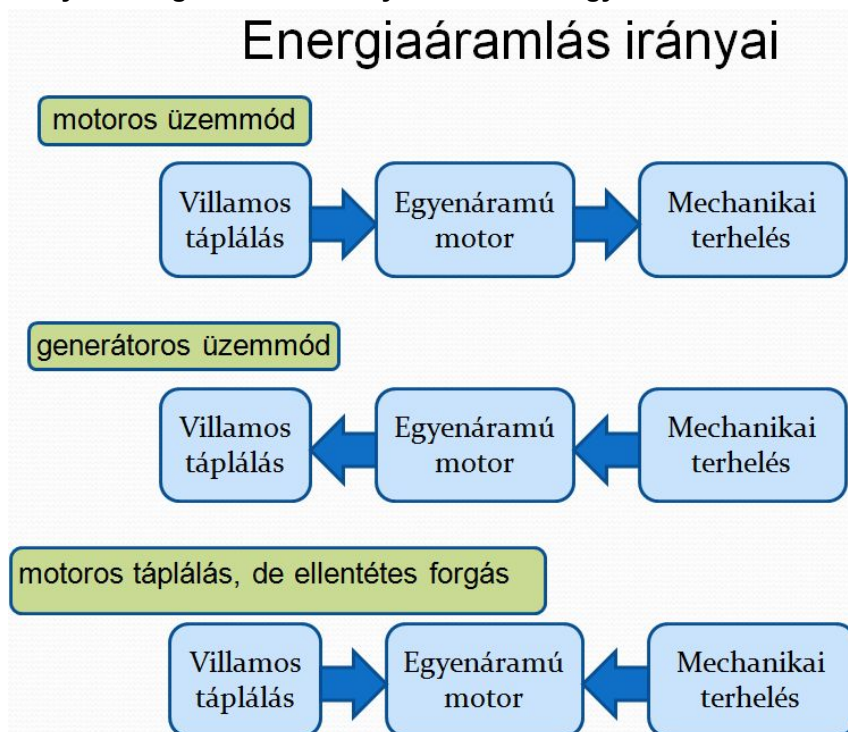 Energiaáramlás irányai
motoros üzemmód
Villamos
táplálás
Egyenáramú
motor
Mechanikai
terhelés
generátoros üzemmód
Villamos
táplálás
Egyenáramú
motor
Mechanikai
terhelés
motoros táplálás, de ellentétes forgás
Villamos
táplálás
Egyenáramú
motor
Mechanikai
terhelés